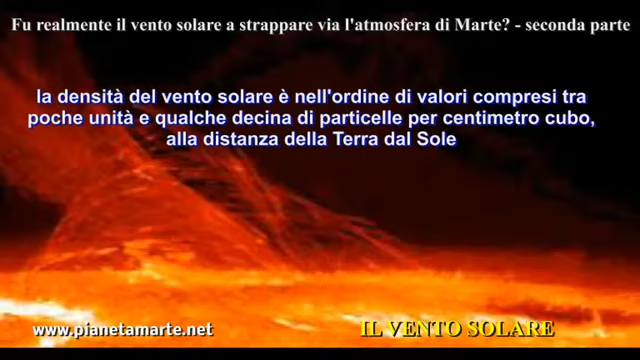 Fu realmente il vento solare a strappare via l'atmosfera di Marte? - seconda parte
la densità del vento solare è nell'ordine di valori compresi tra
poche unità e qualche decina di particelle per centimetro cubo,
alla distanza della Terra dal Sole
www.pianetamarte.net
IL VENTO SOLARE